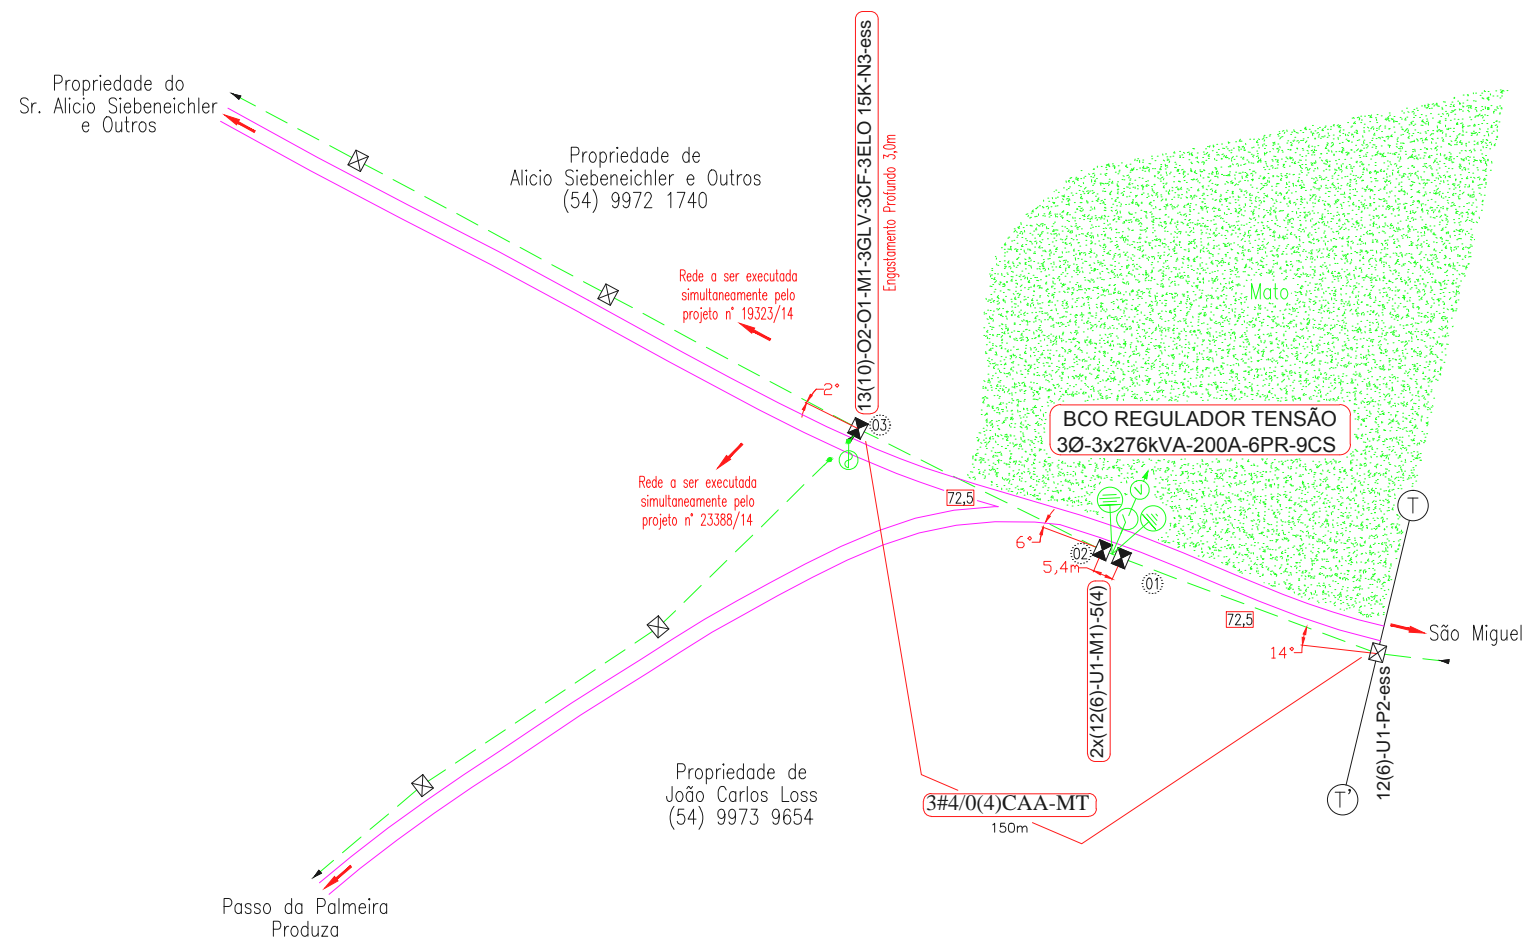 Propriedade do
Sr. Alicio Siebeneichler
e Outros
Propriedade de
Alicio Siebeneichler e Outros
(54) 9972 1740
13(10)-O2-O1-M1-3GLV-3CF-3ELO 15K-N3-ess
Engastamento Profundo 3,0m
Rede a ser executada
simultaneamente pelo
projeto n° 19323/14
Mato
2°
03
BCO REGULADOR TENSÃO
3Ø-3x276kVA-200A-6PR-9CS
Rede a ser executada
simultaneamente pelo
projeto n° 23388/14
72,5
V
T
6°
02
5,4m
01
2x(12(6)-U1-M1)-5(4)
72,5
14°
São Miguel
12(6)-U1-P2-ess
T'
Propriedade de
João Carlos Loss
(54) 9973 9654
3#4/0(4)CAA-MT
150m
Passo da Palmeira
Produza